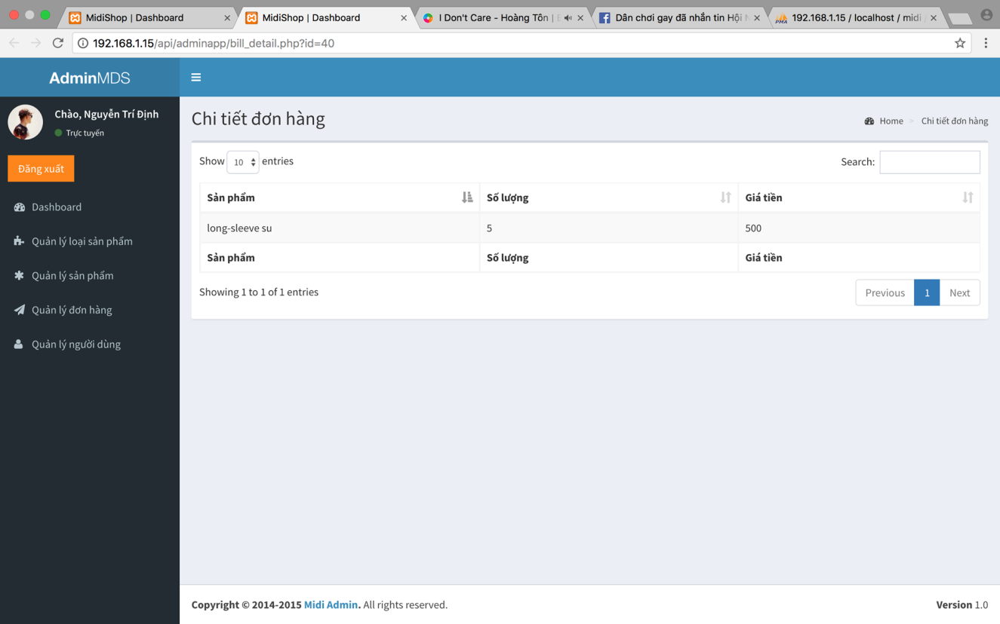 MidiShop | Dashboard
MidiShop | Dashboard
I Don't Care - Hoàng Tôn |
Dân chơi gay đã nhắn tin Hội
192.168.1.15 / localhost / midi
192.168.1.15/api/adminapp/bill_detail.php?id=40
AdminMDS
Chào, Nguyễn Trí Định
Trực tuyến
Đăng xuất
Dashboard
Quản lý loại sản phẩm
Quản lý sản phẩm
Quản lý đơn hàng
Quản lý người dùng
Chi tiết đơn hàng
Home > Chi tiết đơn hàng
Show 10 entries
Search:
Sản phẩm Số lượng Giá tiền
long-sleeve su 5 500
Sản phẩm Số lượng Giá tiền
Showing 1 to 1 of 1 entries
Previous 1 Next
Copyright © 2014-2015 Midi Admin. All rights reserved.
Version 1.0